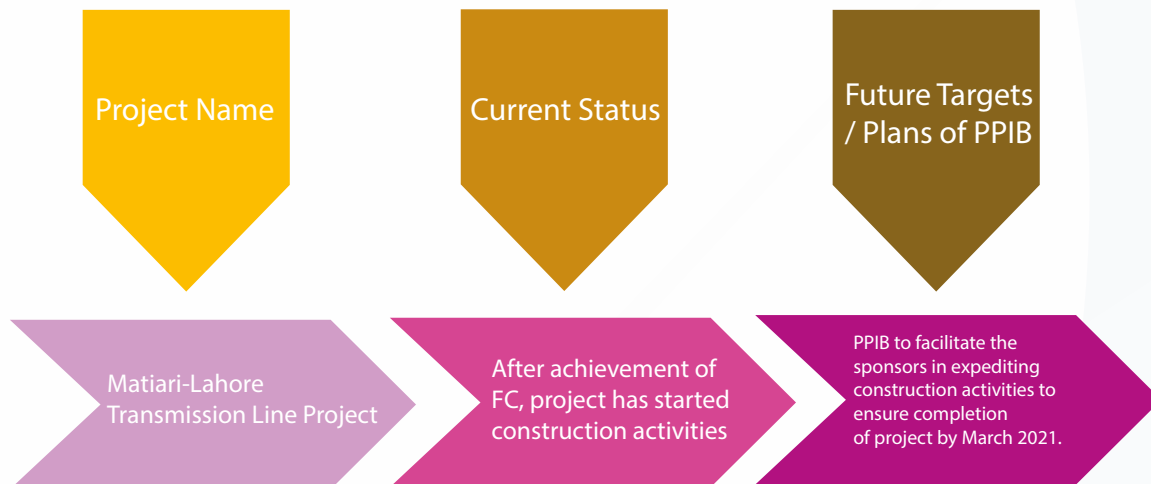 Project Name
Current Status
Future Targets
/ Plans of PPIB
Matiari-Lahore
Transmission Line Project
After achievement of
FC, project has started
construction activities
PPIB to facilitate the
sponsors in expediting
construction activities to
ensure completion
of project by March 2021.